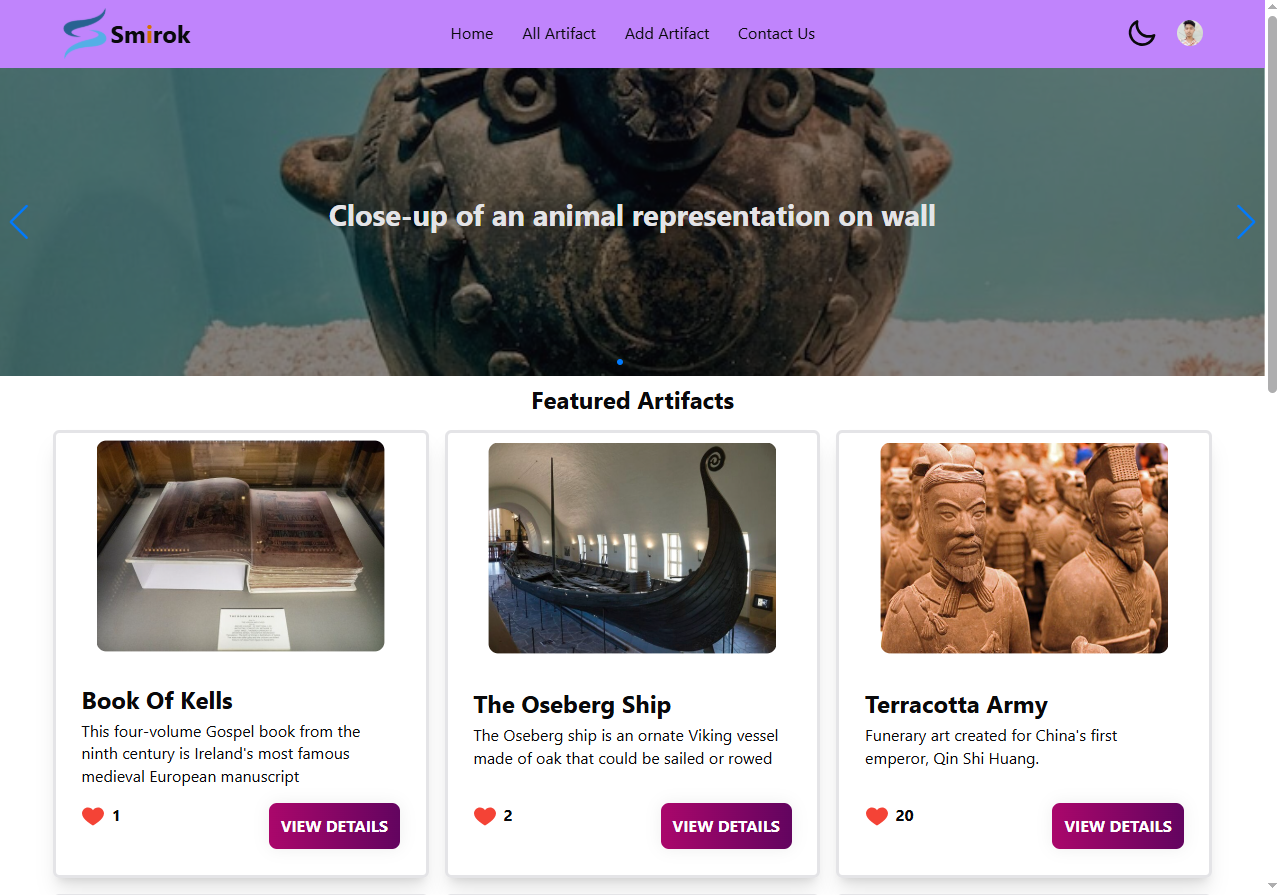 Smirok
Home
All Artifact
Add Artifact
Contact Us
Close-up of an animal representation on wall
Featured Artifacts
Book Of Kells
This four-volume Gospel book from the
ninth century is Ireland's most famous
medieval European manuscript
1
VIEW DETAILS
The Oseberg Ship
The Oseberg ship is an ornate Viking vessel
made of oak that could be sailed or rowed
2
VIEW DETAILS
Terracotta Army
Funerary art created for China's first
emperor, Qin Shi Huang.
20
VIEW DETAILS